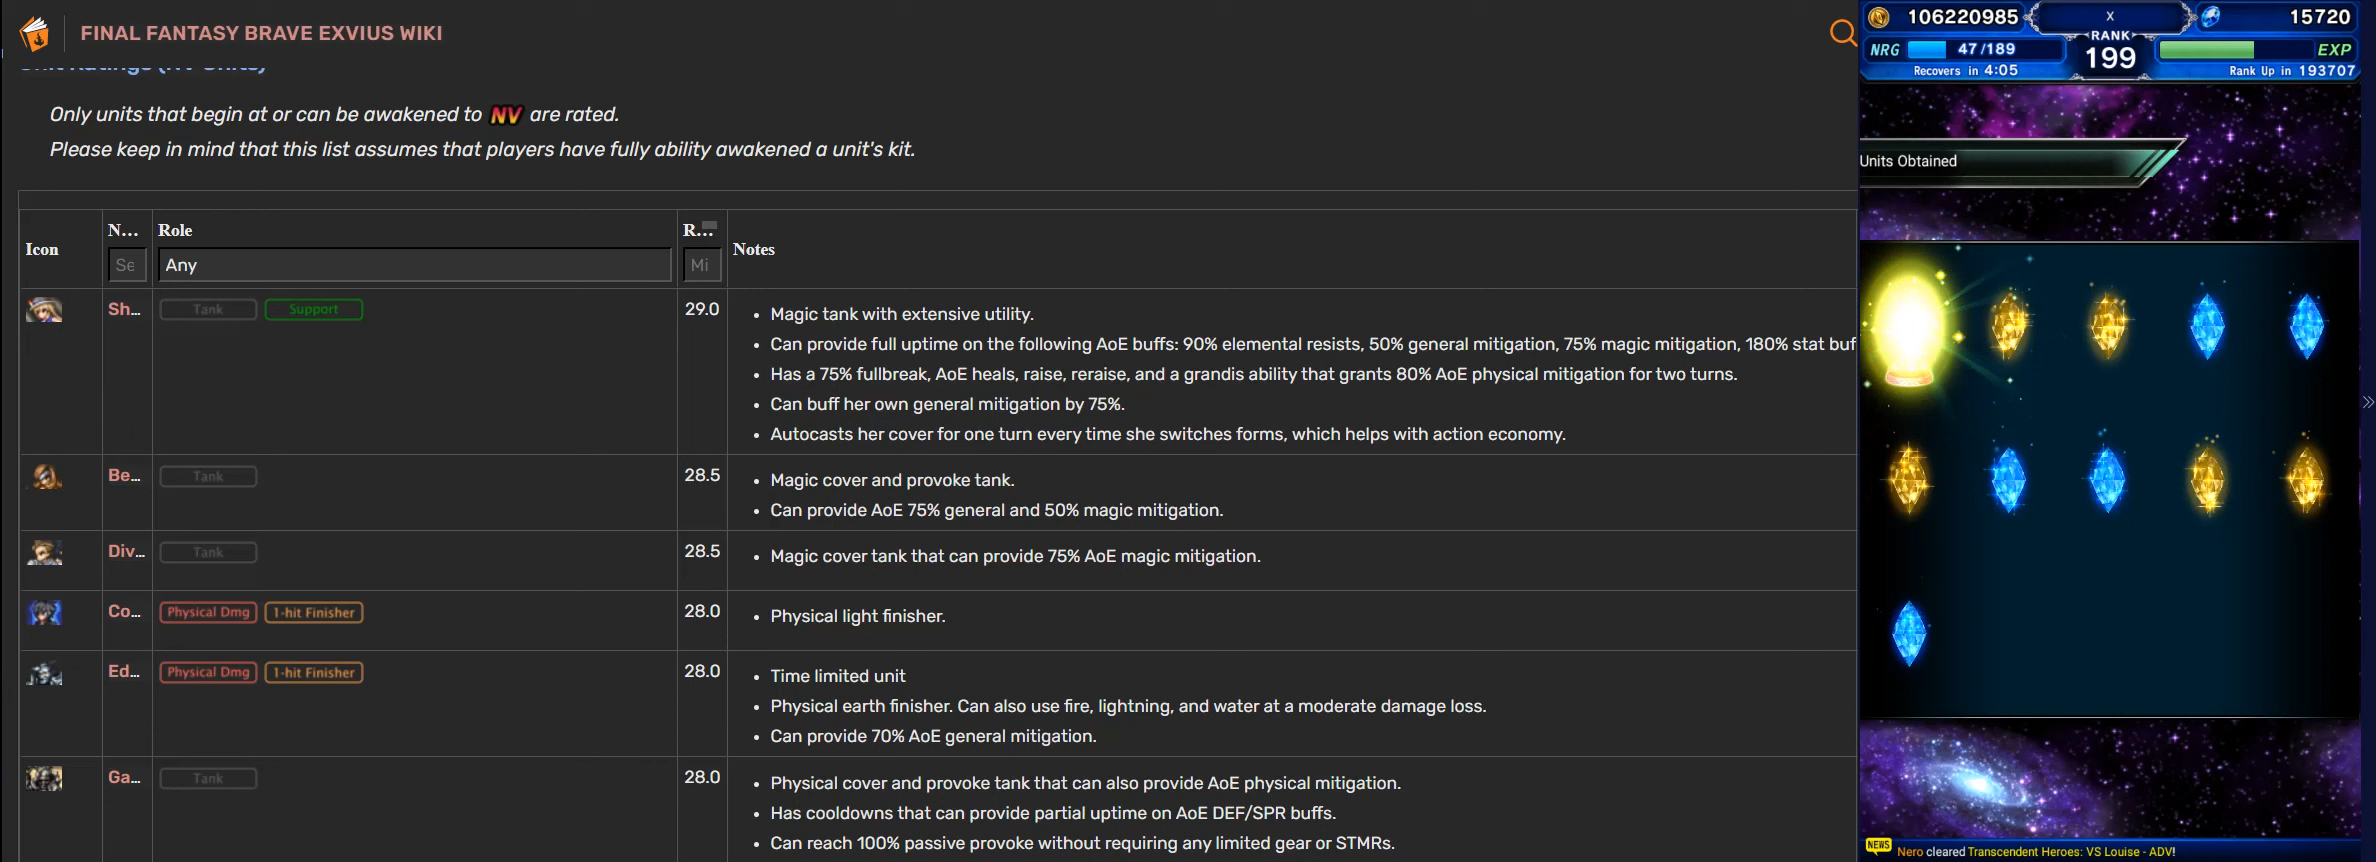 FINAL FANTASY BRAVE EXVIUS WIKI
Only units that begin at or can be awakened to NV are rated.
Please keep in mind that this list assumes that players have fully ability awakened a unit's kit.
Icon
N...
Role
R...
Notes
Se
Any
Mi
Sh...
Tank
Support
29.0
Magic tank with extensive utility.
Can provide full uptime on the following AoE buffs: 90% elemental resists, 50% general mitigation, 75% magic mitigation, 180% stat buf
Has a 75% fullbreak, AoE heals, raise, reraise, and a grandis ability that grants 80% AoE physical mitigation for two turns.
Can buff her own general mitigation by 75%.
Autocasts her cover for one turn every time she switches forms, which helps with action economy.
Be...
Tank
28.5
Magic cover and provoke tank.
Can provide AoE 75% general and 50% magic mitigation.
Div...
Tank
28.5
Magic cover tank that can provide 75% AoE magic mitigation.
Co...
Physical Dmg
1-hit Finisher
28.0
Physical light finisher.
Ed...
Physical Dmg
1-hit Finisher
28.0
Time limited unit
Physical earth finisher. Can also use fire, lightning, and water at a moderate damage loss.
Can provide 70% AoE general mitigation.
Ga...
Tank
28.0
Physical cover and provoke tank that can also provide AoE physical mitigation.
Has cooldowns that can provide partial uptime on AoE DEF/SPR buffs.
Can reach 100% passive provoke without requiring any limited gear or STMRs.
106220985
X
15720
NRG
47/189
RANK
199
EXP
Recovers in 4:05
Rank Up in 193707
Units Obtained
NEWS
Nero cleared Transcendent Heroes: VS Louise - ADV!